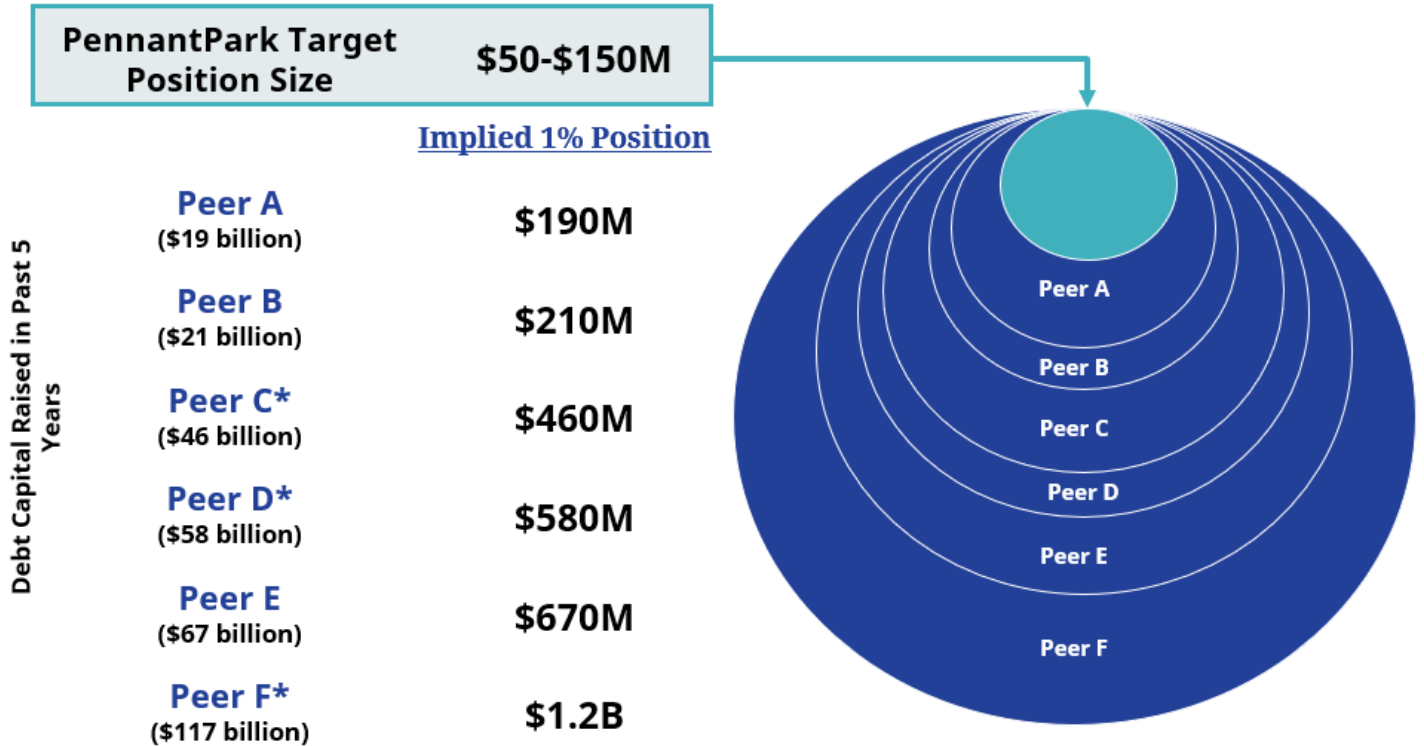 PennantPark Target
Position Size
$50-$150M
Implied 1% Position
Debt Capital Raised in Past 5
Years
Peer A
($19 billion)
$190M
Peer B
($21 billion)
$210M
Peer C*
($46 billion)
$460M
Peer D*
($58 billion)
$580M
Peer E
($67 billion)
$670M
Peer F*
($117 billion)
$1.2B
Peer A
Peer B
Peer C
Peer D
Peer E
Peer F